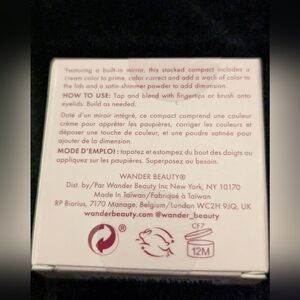 Featuring a built-in mirror, this stacked compact includes a
cream color to prime, color correct and add a wash of color to
the lids and a satin-shimmer powder to add dimension.
HOW TO USE: Tap and blend with fingertips or brush onto
eyelids. Build as needed.
Doté d'un miroir intégré, ce compact comprend une couleur
crème pour apprêter les paupières, corriger les couleurs et
déposer une touche de couleur, et une poudre satinée pour
ajouter de la dimension.
MODE D'EMPLOI: Tapotez et estompez du bout des doigts ou
appliquez sur les paupières. Superposez au besoin.
WANDER BEAUTY®
Dist. by/Par Wander Beauty Inc New York, NY 10170
Made In Taiwan/Fabriqué à Taiwan
RP Biorius, 7170 Manage, Belgium/London WC2H 9JQ, UK
wanderbeauty.com @wander_beauty
CF7
12M